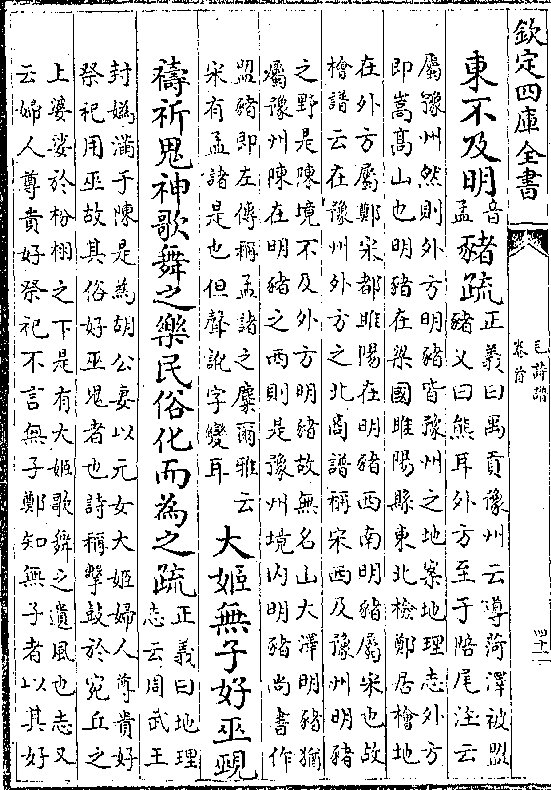 欽定四庫全書
毛詩譜
卷首
四十二
東不及明
音
孟
豬疏
正義曰禹貢豫州云導菏澤被盟
豬又曰熊耳外方至于陪尾注云
屬豫州然則外方明豬皆豫州之地案地理志外方
即嵩高山也明豬在梁國睢陽縣東北檢鄭居檜地
在外方屬鄭宋都睢陽在明豬西南明豬屬宋也故
檜譜云在豫州外方之北商譜稱宋西及豫州明豬
之野是陳境不及外方明豬故無名山大澤明豬猶
屬豫州陳在明豬之西則是豫州境内明豬尚書作
盟豬即左傳稱孟諸之麋爾雅云
宋有孟諸是也但聲訛字變耳
大姬無子好巫覡
禱祈鬼神歌舞之樂民俗化而為之疏
正義曰地理
志云周武王
封媯滿于陳是為胡公妻以元女大姬婦人尊貴好
祭祀用巫故其俗好巫鬼者也詩稱擊鼓於宛丘之
上婆娑於枌栩之下是有大姬歌舞之遺風也志又
云婦人尊貴好祭祀不言無子鄭知無子者以其好